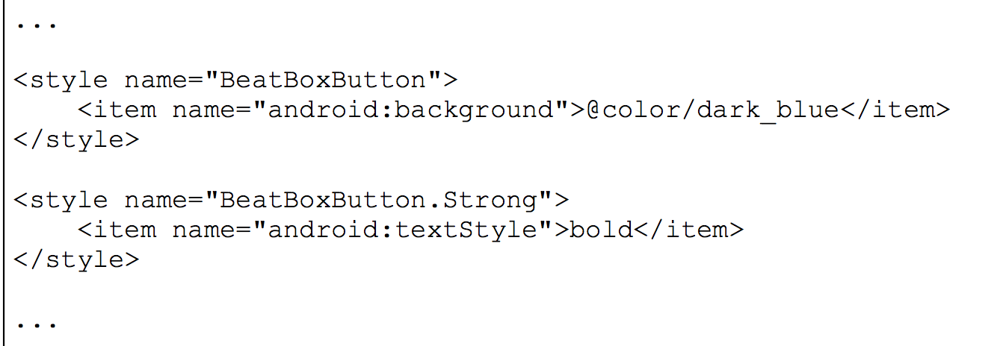 ...
<style name="BeatBoxButton">
    <item name="android:background">@color/dark_blue</item>
</style>
<style name="BeatBoxButton.Strong">
    <item name="android:textStyle">bold</item>
</style>
...